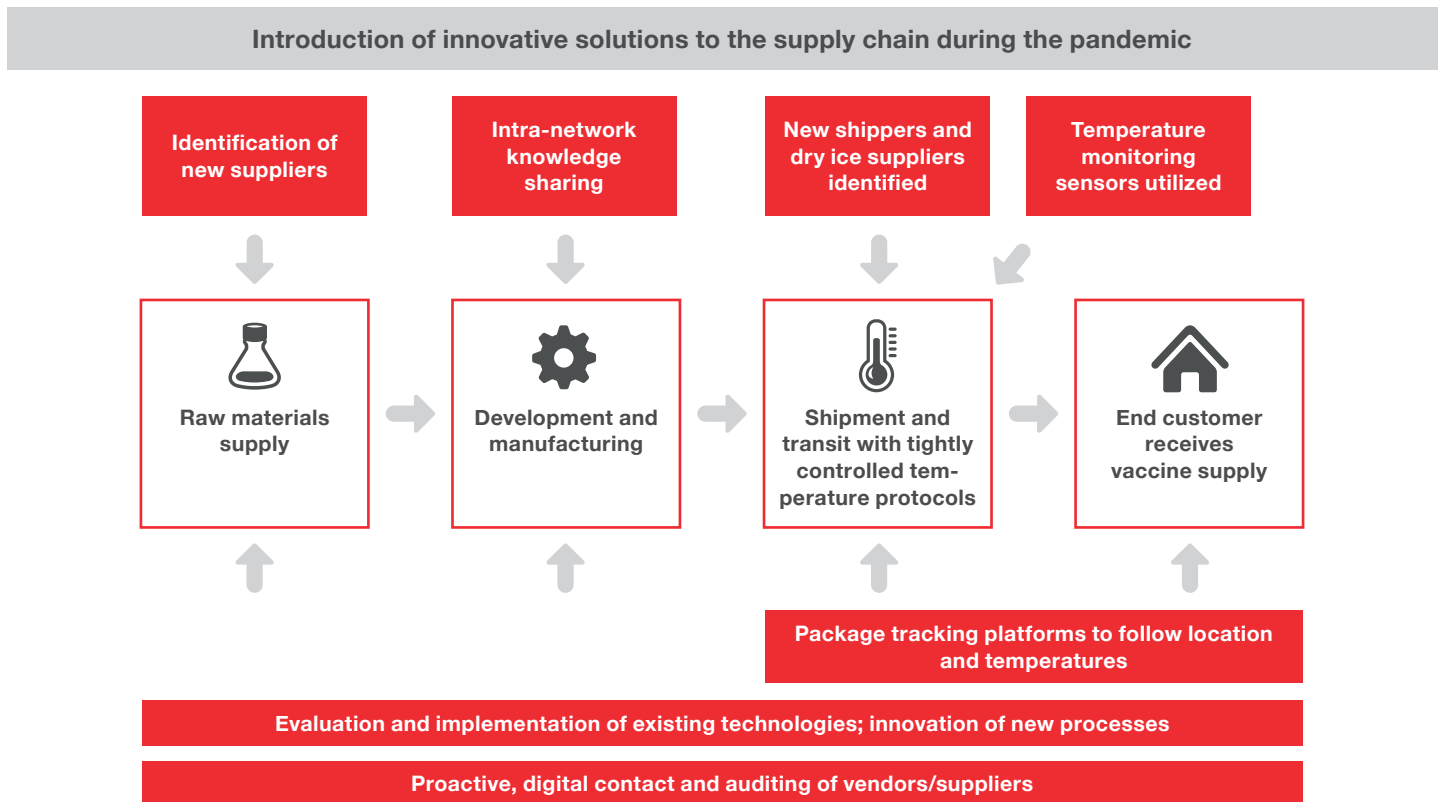 Introduction of innovative solutions to the supply chain during the pandemic
Identification of
new suppliers
Intra-network
knowledge
sharing
New shippers and
dry ice suppliers
identified
Temperature
monitoring
sensors utilized
Raw materials
supply
Development and
manufacturing
Shipment and
transit with tightly
controlled tem-
perature protocols
End customer
receives
vaccine supply
Package tracking platforms to follow location
and temperatures
Evaluation and implementation of existing technologies; innovation of new processes
Proactive, digital contact and auditing of vendors/suppliers